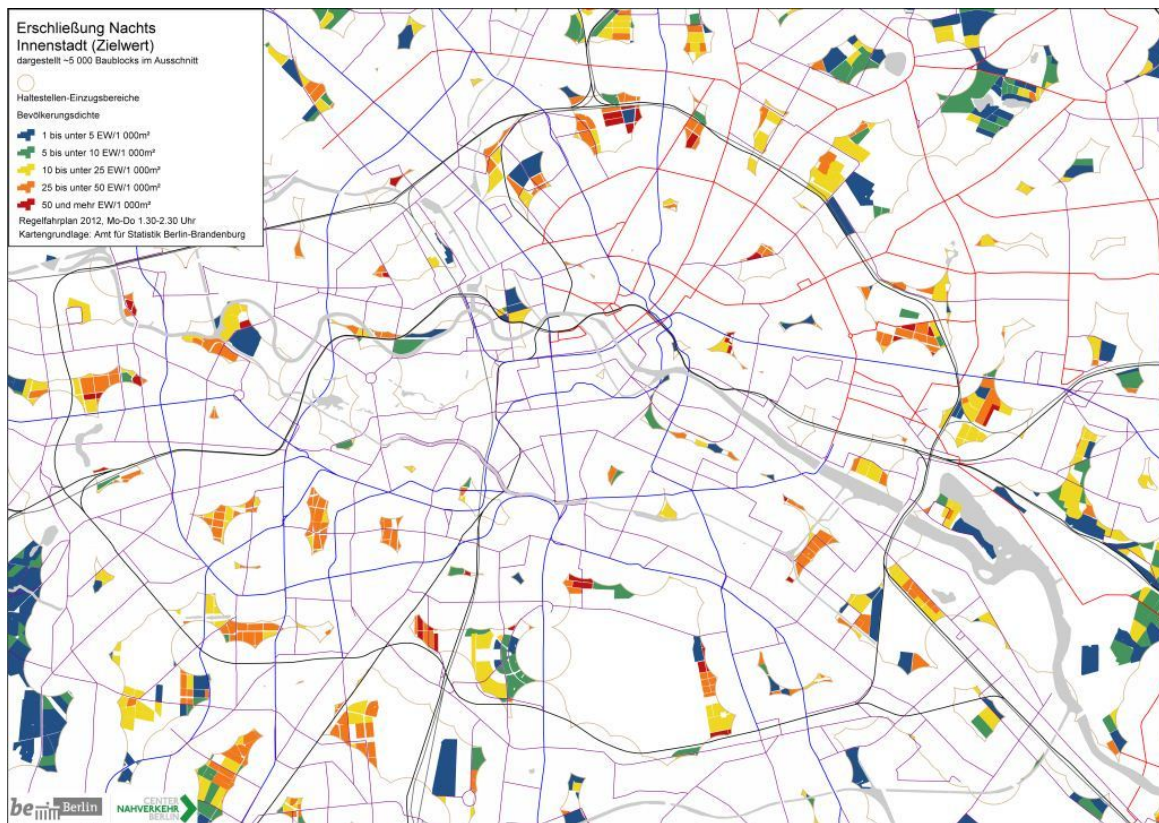 Erschließung Nachts
Innenstadt (Zielwert)
dargestellt ~5 000 Baublocks im Ausschnitt
Haltestellen-Einzugsbereiche
Bevölkerungsdichte
1 bis unter 5 EW/1 000m²
5 bis unter 10 EW/1 000m²
10 bis unter 25 EW/1 000m²
25 bis unter 50 EW/1 000m²
50 und mehr EW/1 000m²
Regelfahrplan 2012, Mo-Do 1.30-2.30 Uhr
Kartengrundlage: Amt für Statistik Berlin-Brandenburg
be Berlin
CENTER
NAHVERKEHR
BERLIN